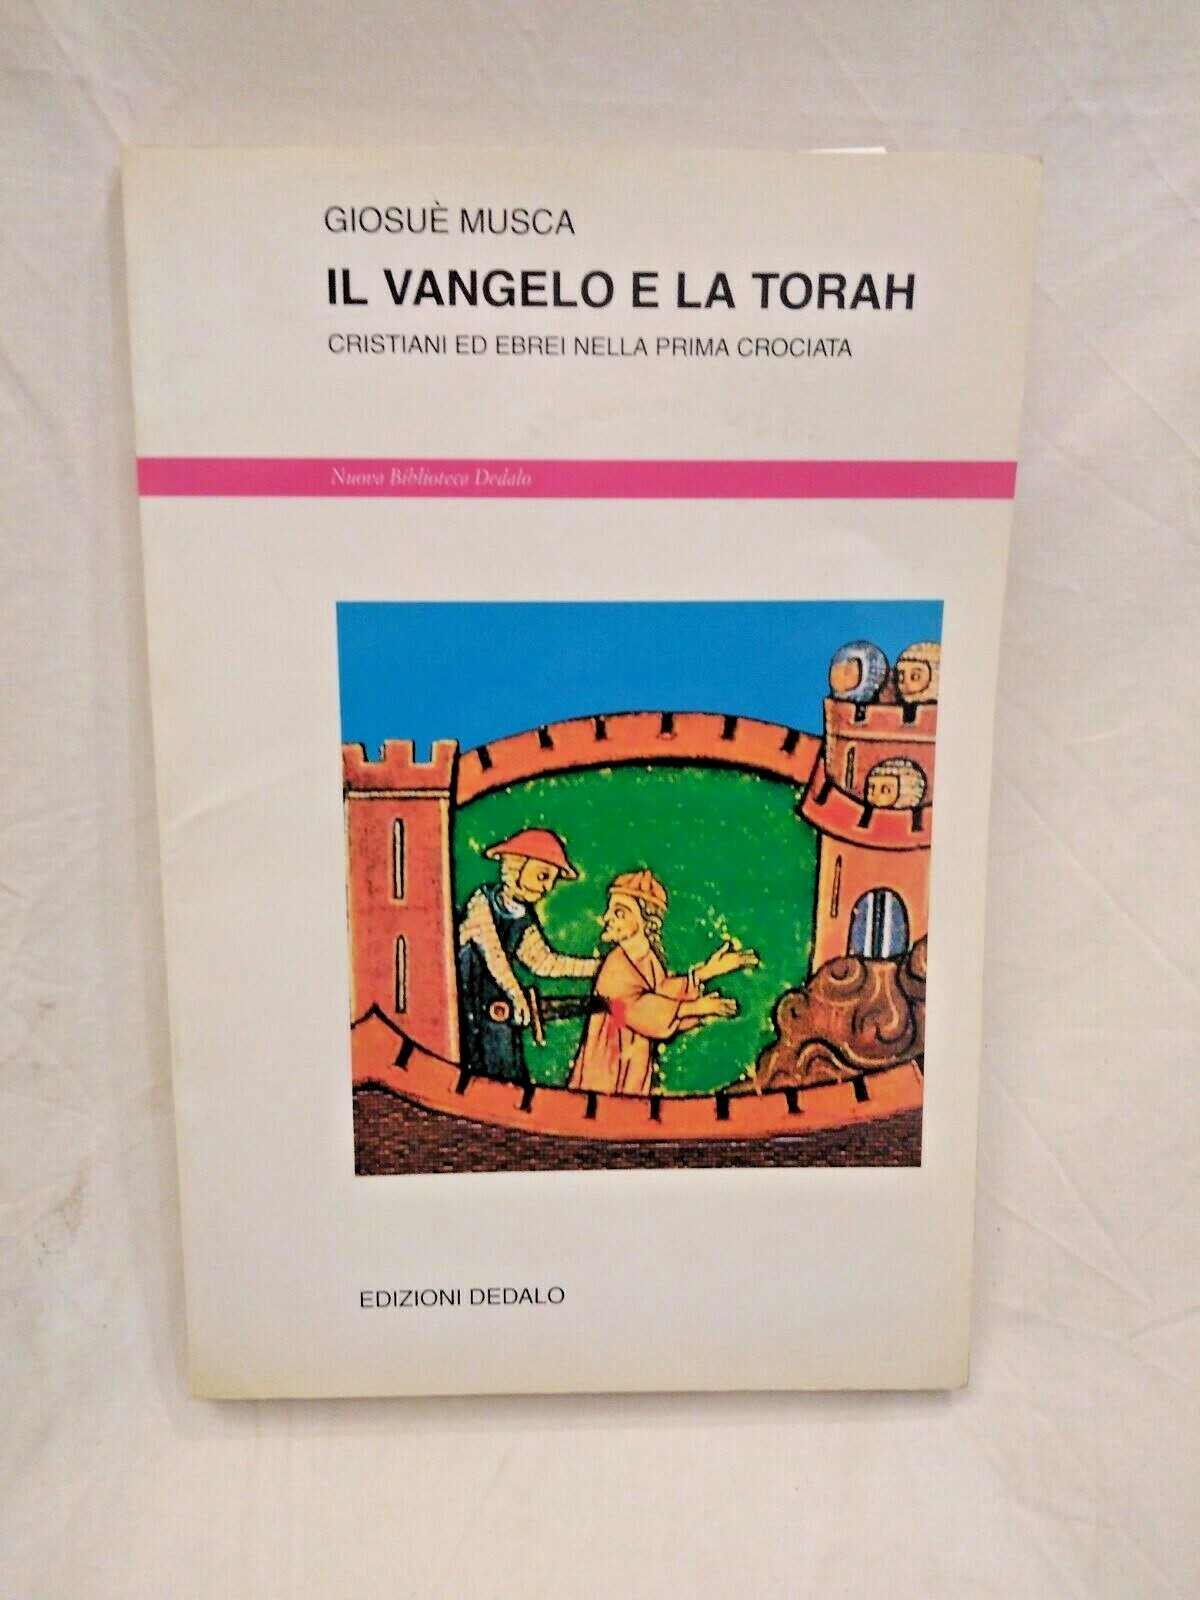 GIOSUÈ MUSCA
IL VANGELO E LA TORAH
CRISTIANI ED EBREI NELLA PRIMA CROCIATA
Nuova Biblioteca Dedalo
EDIZIONI DEDALO